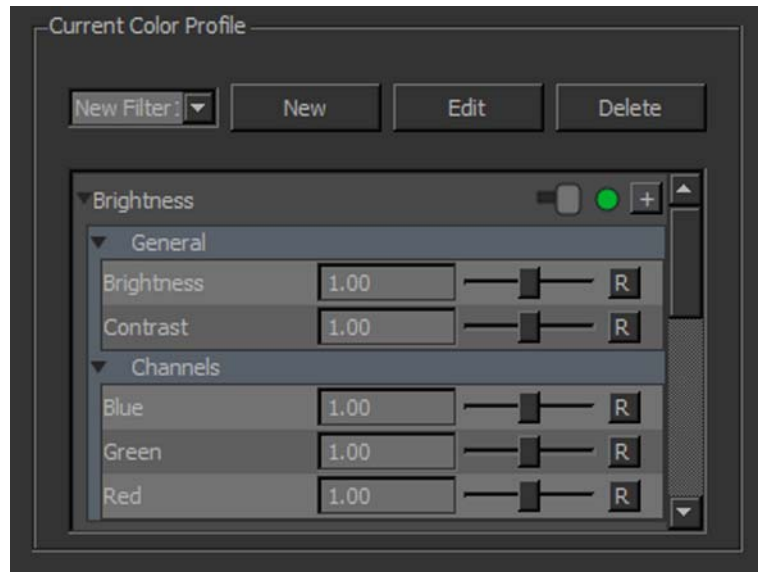 Current Color Profile
New Filter New Edit Delete
Brightness +
General
Brightness 1.00 R
Contrast 1.00 R
Channels
Blue 1.00 R
Green 1.00 R
Red 1.00 R